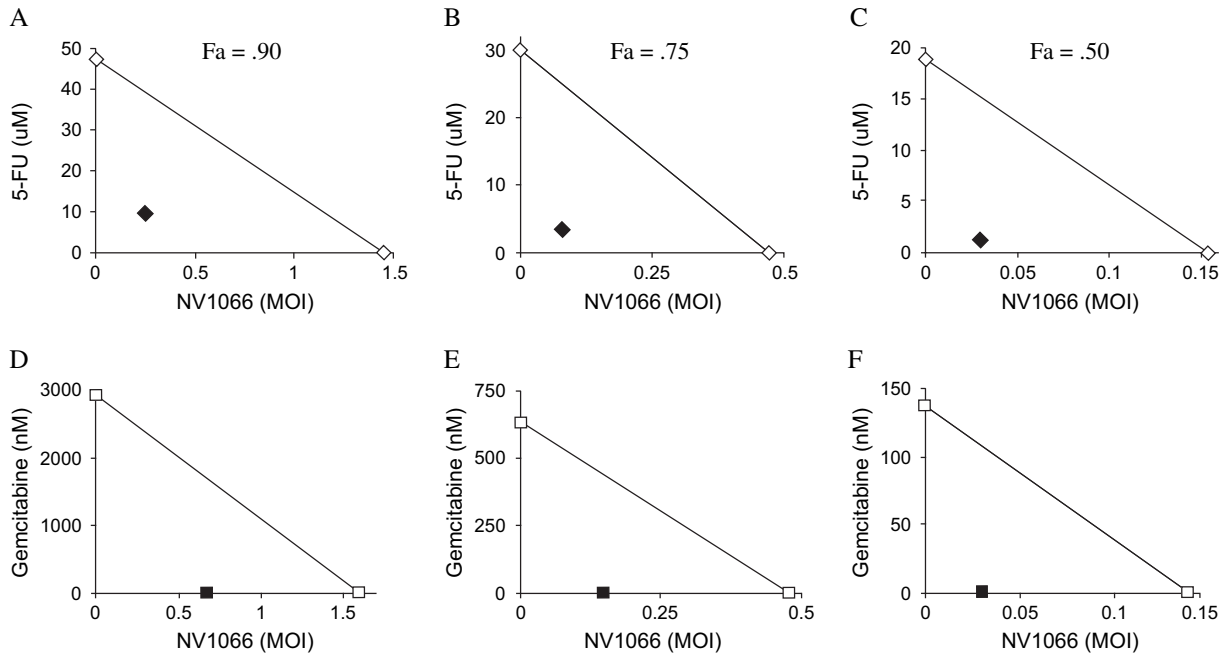 A
Fa = .90
5-FU (uM)
50
40
30
20
10
0
0
0.5
1
1.5
NV1066 (MOI)
B
Fa = .75
5-FU (uM)
30
20
10
0
0
0.25
0.5
NV1066 (MOI)
C
Fa = .50
5-FU (uM)
20
15
10
5
0
0
0.05
0.1
0.15
NV1066 (MOI)
D
Gemcitabine (nM)
3000
2000
1000
0
0
0.5
1
1.5
NV1066 (MOI)
E
Gemcitabine (nM)
750
500
250
0
0
0.25
0.5
NV1066 (MOI)
F
Gemcitabine (nM)
150
100
50
0
0
0.05
0.1
0.15
NV1066 (MOI)